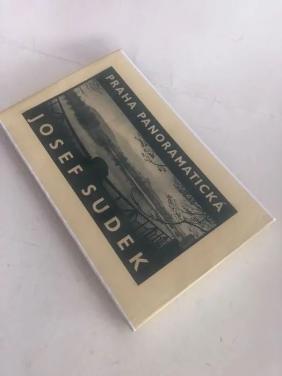 PRAHA PANORAMATICKÁ
JOSEF SUDEK